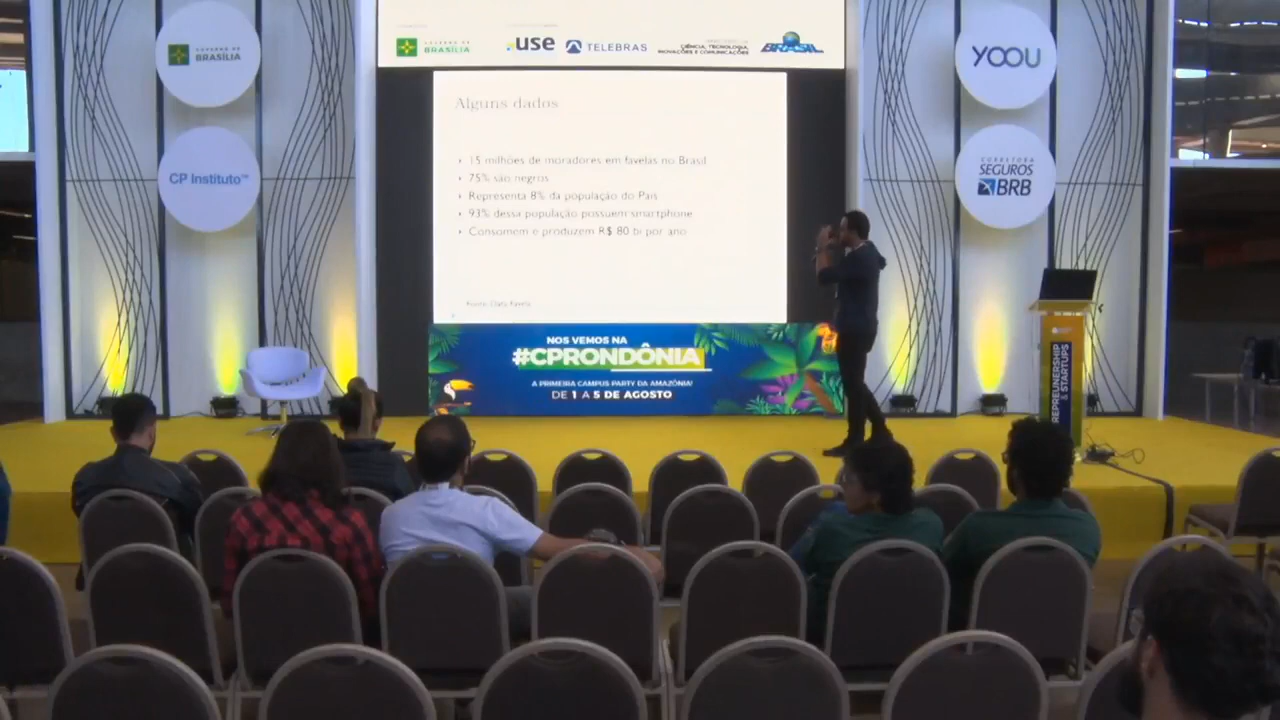 GOVERNO DE
BRASÍLIA
CP Instituto™
GOVERNO DE
BRASÍLIA
use
TELEBRAS
CIÊNCIA, TECNOLOGIA,
INOVAÇÕES E COMUNICAÇÕES
BRASIL
Alguns dados
15 milhões de moradores em favelas no Brasil
75% são negros
Representa 8% da população do País
93% dessa população possuem smartphone
Consomem e produzem R$ 80 bi por ano
Fonte: Data Favela
NOS VEMOS NA
#CPRONDÔNIA
A PRIMEIRA CAMPUS PARTY DA AMAZÔNIA!
DE 1 A 5 DE AGOSTO
YOOU
CORRETORA
SEGUROS
BRB
REPRENEURSHIP
& STARTUPS